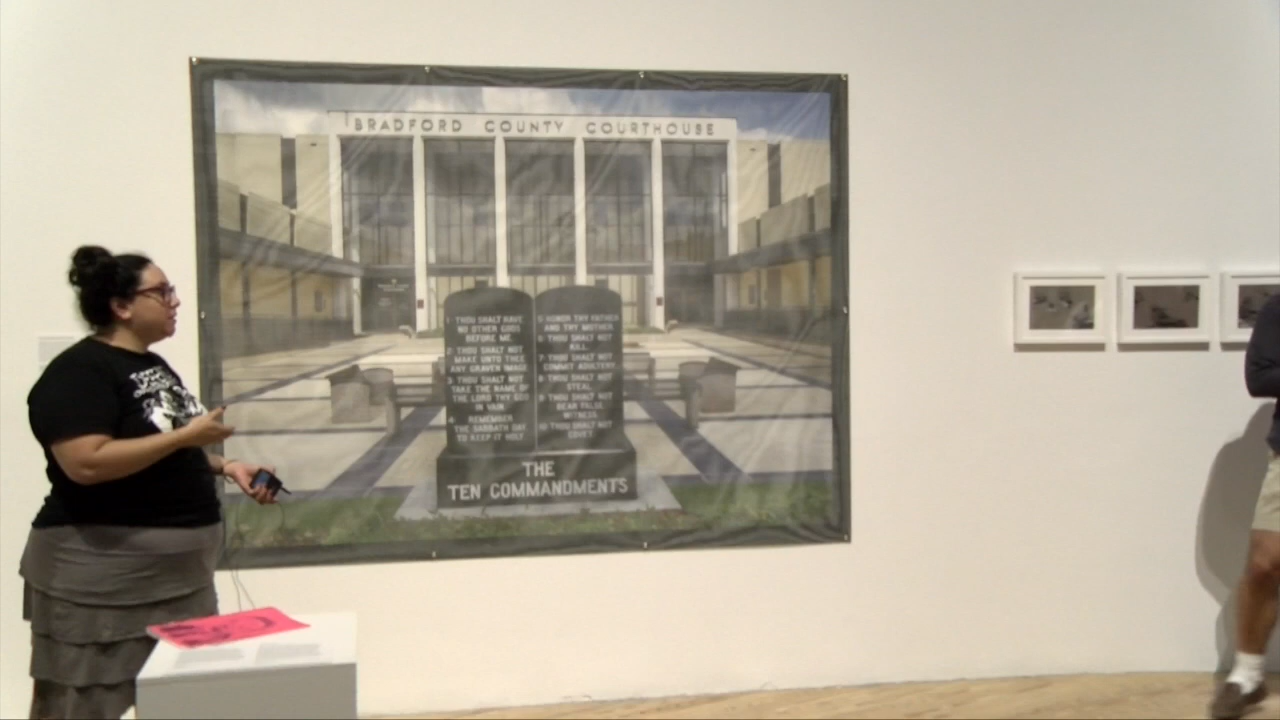 BRADFORD COUNTY COURTHOUSE
1 THOU SHALT HAVE
NO OTHER GODS
BEFORE ME.
2 THOU SHALT NOT
MAKE UNTO THEE
ANY GRAVEN IMAGE
3 THOU SHALT NOT
TAKE THE NAME OF
THE LORD THY GOD
IN VAIN
4 REMEMBER
THE SABBATH DAY
TO KEEP IT HOLY
5 HONOR THY FATHER
AND THY MOTHER
6 THOU SHALT NOT
KILL.
7 THOU SHALT NOT
COMMIT ADULTERY
8 THOU SHALT NOT
STEAL
9 THOU SHALT NOT
BEAR FALSE
WITNESS
10 THOU SHALT NOT
COVET
THE
TEN COMMANDMENTS